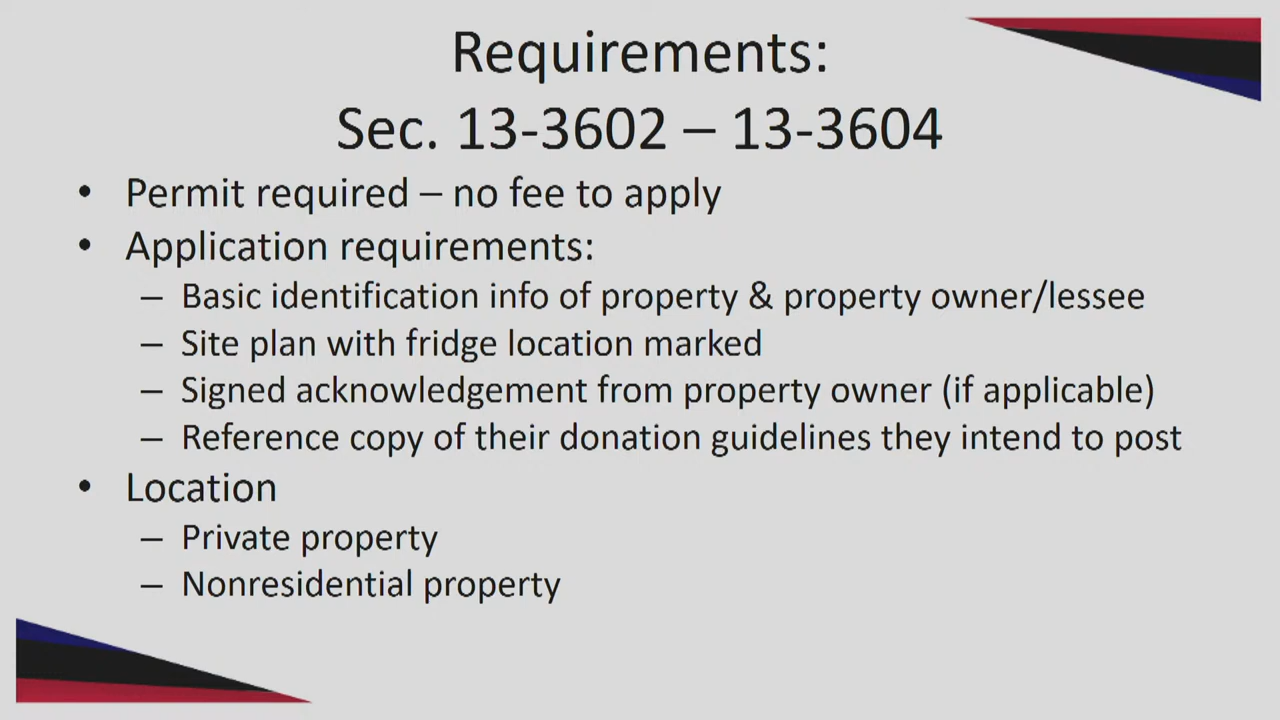 Requirements:
Sec. 13-3602 – 13-3604
• Permit required – no fee to apply
• Application requirements:
– Basic identification info of property & property owner/lessee
– Site plan with fridge location marked
– Signed acknowledgement from property owner (if applicable)
– Reference copy of their donation guidelines they intend to post
• Location
– Private property
– Nonresidential property